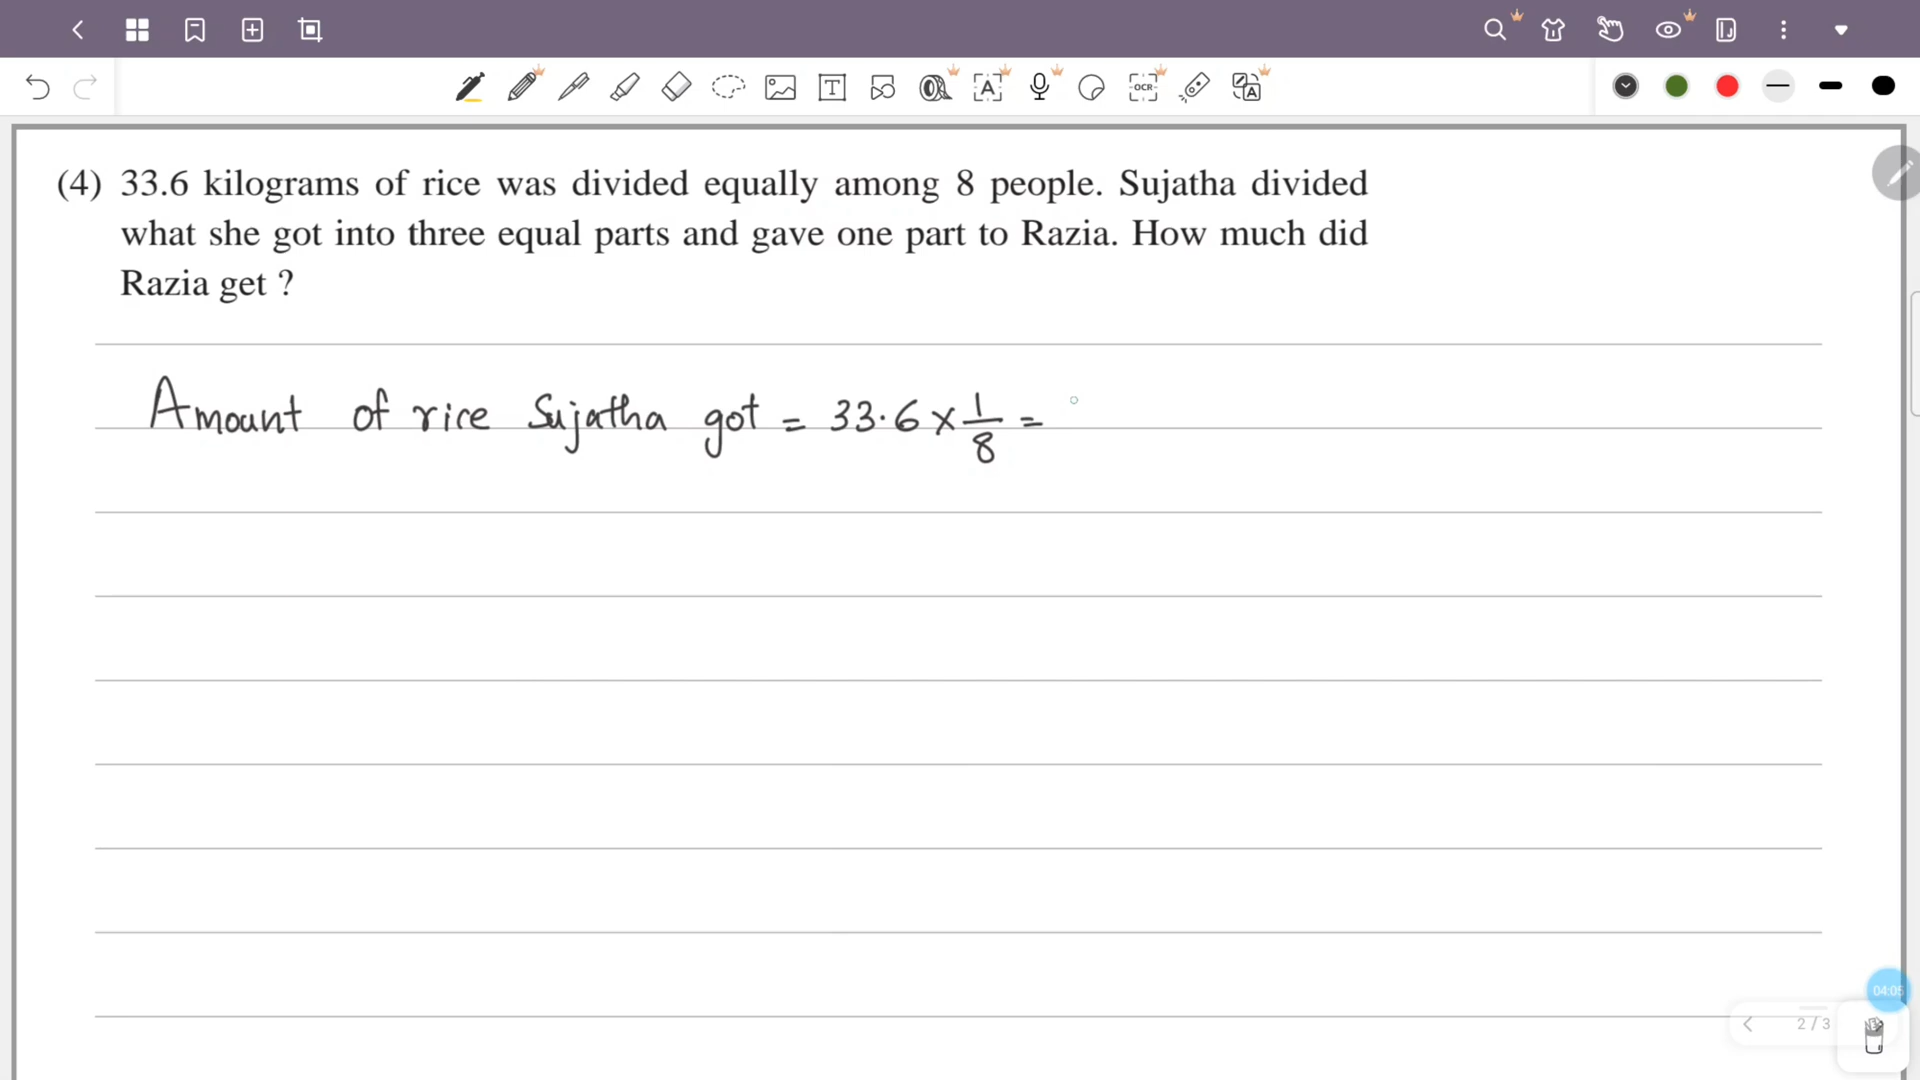 (4) 33.6 kilograms of rice was divided equally among 8 people. Sujatha divided
what she got into three equal parts and gave one part to Razia. How much did
Razia get ?
Amount of rice Sujatha got = 33.6 × 1/8 =
04:05
2 / 3